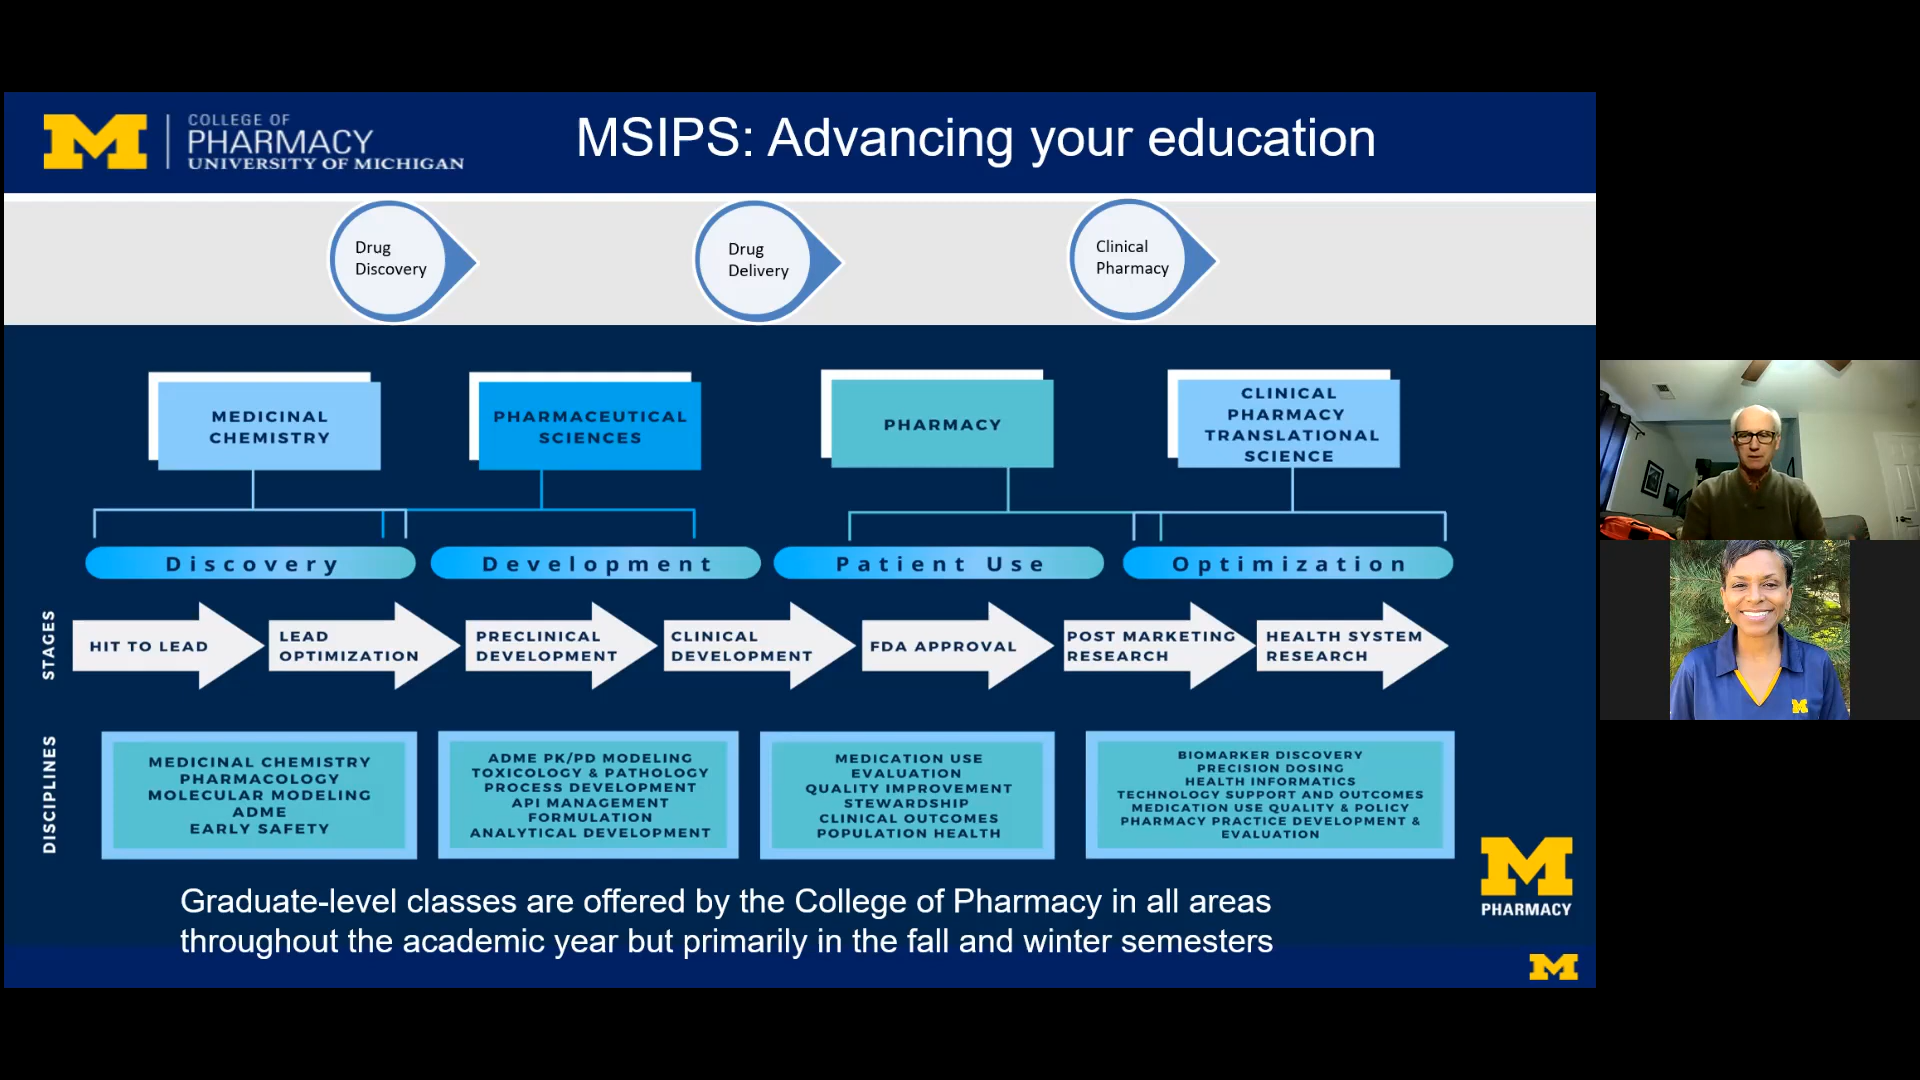 COLLEGE OF
PHARMACY
UNIVERSITY OF MICHIGAN
MSIPS: Advancing your education
Drug
Discovery
Drug
Delivery
Clinical
Pharmacy
MEDICINAL
CHEMISTRY
PHARMACEUTICAL
SCIENCES
PHARMACY
CLINICAL
PHARMACY
TRANSLATIONAL
SCIENCE
Discovery
Development
Patient Use
Optimization
STAGES
HIT TO LEAD
LEAD
OPTIMIZATION
PRECLINICAL
DEVELOPMENT
CLINICAL
DEVELOPMENT
FDA APPROVAL
POST MARKETING
RESEARCH
HEALTH SYSTEM
RESEARCH
DISCIPLINES
MEDICINAL CHEMISTRY
PHARMACOLOGY
MOLECULAR MODELING
ADME
EARLY SAFETY
ADME PK/PD MODELING
TOXICOLOGY & PATHOLOGY
PROCESS DEVELOPMENT
API MANAGEMENT
FORMULATION
ANALYTICAL DEVELOPMENT
MEDICATION USE
EVALUATION
QUALITY IMPROVEMENT
STEWARDSHIP
CLINICAL OUTCOMES
POPULATION HEALTH
BIOMARKER DISCOVERY
PRECISION DOSING
HEALTH INFORMATICS
TECHNOLOGY SUPPORT AND OUTCOMES
MEDICATION USE QUALITY & POLICY
PHARMACY PRACTICE DEVELOPMENT &
EVALUATION
M
PHARMACY
Graduate-level classes are offered by the College of Pharmacy in all areas
throughout the academic year but primarily in the fall and winter semesters
M
M
M